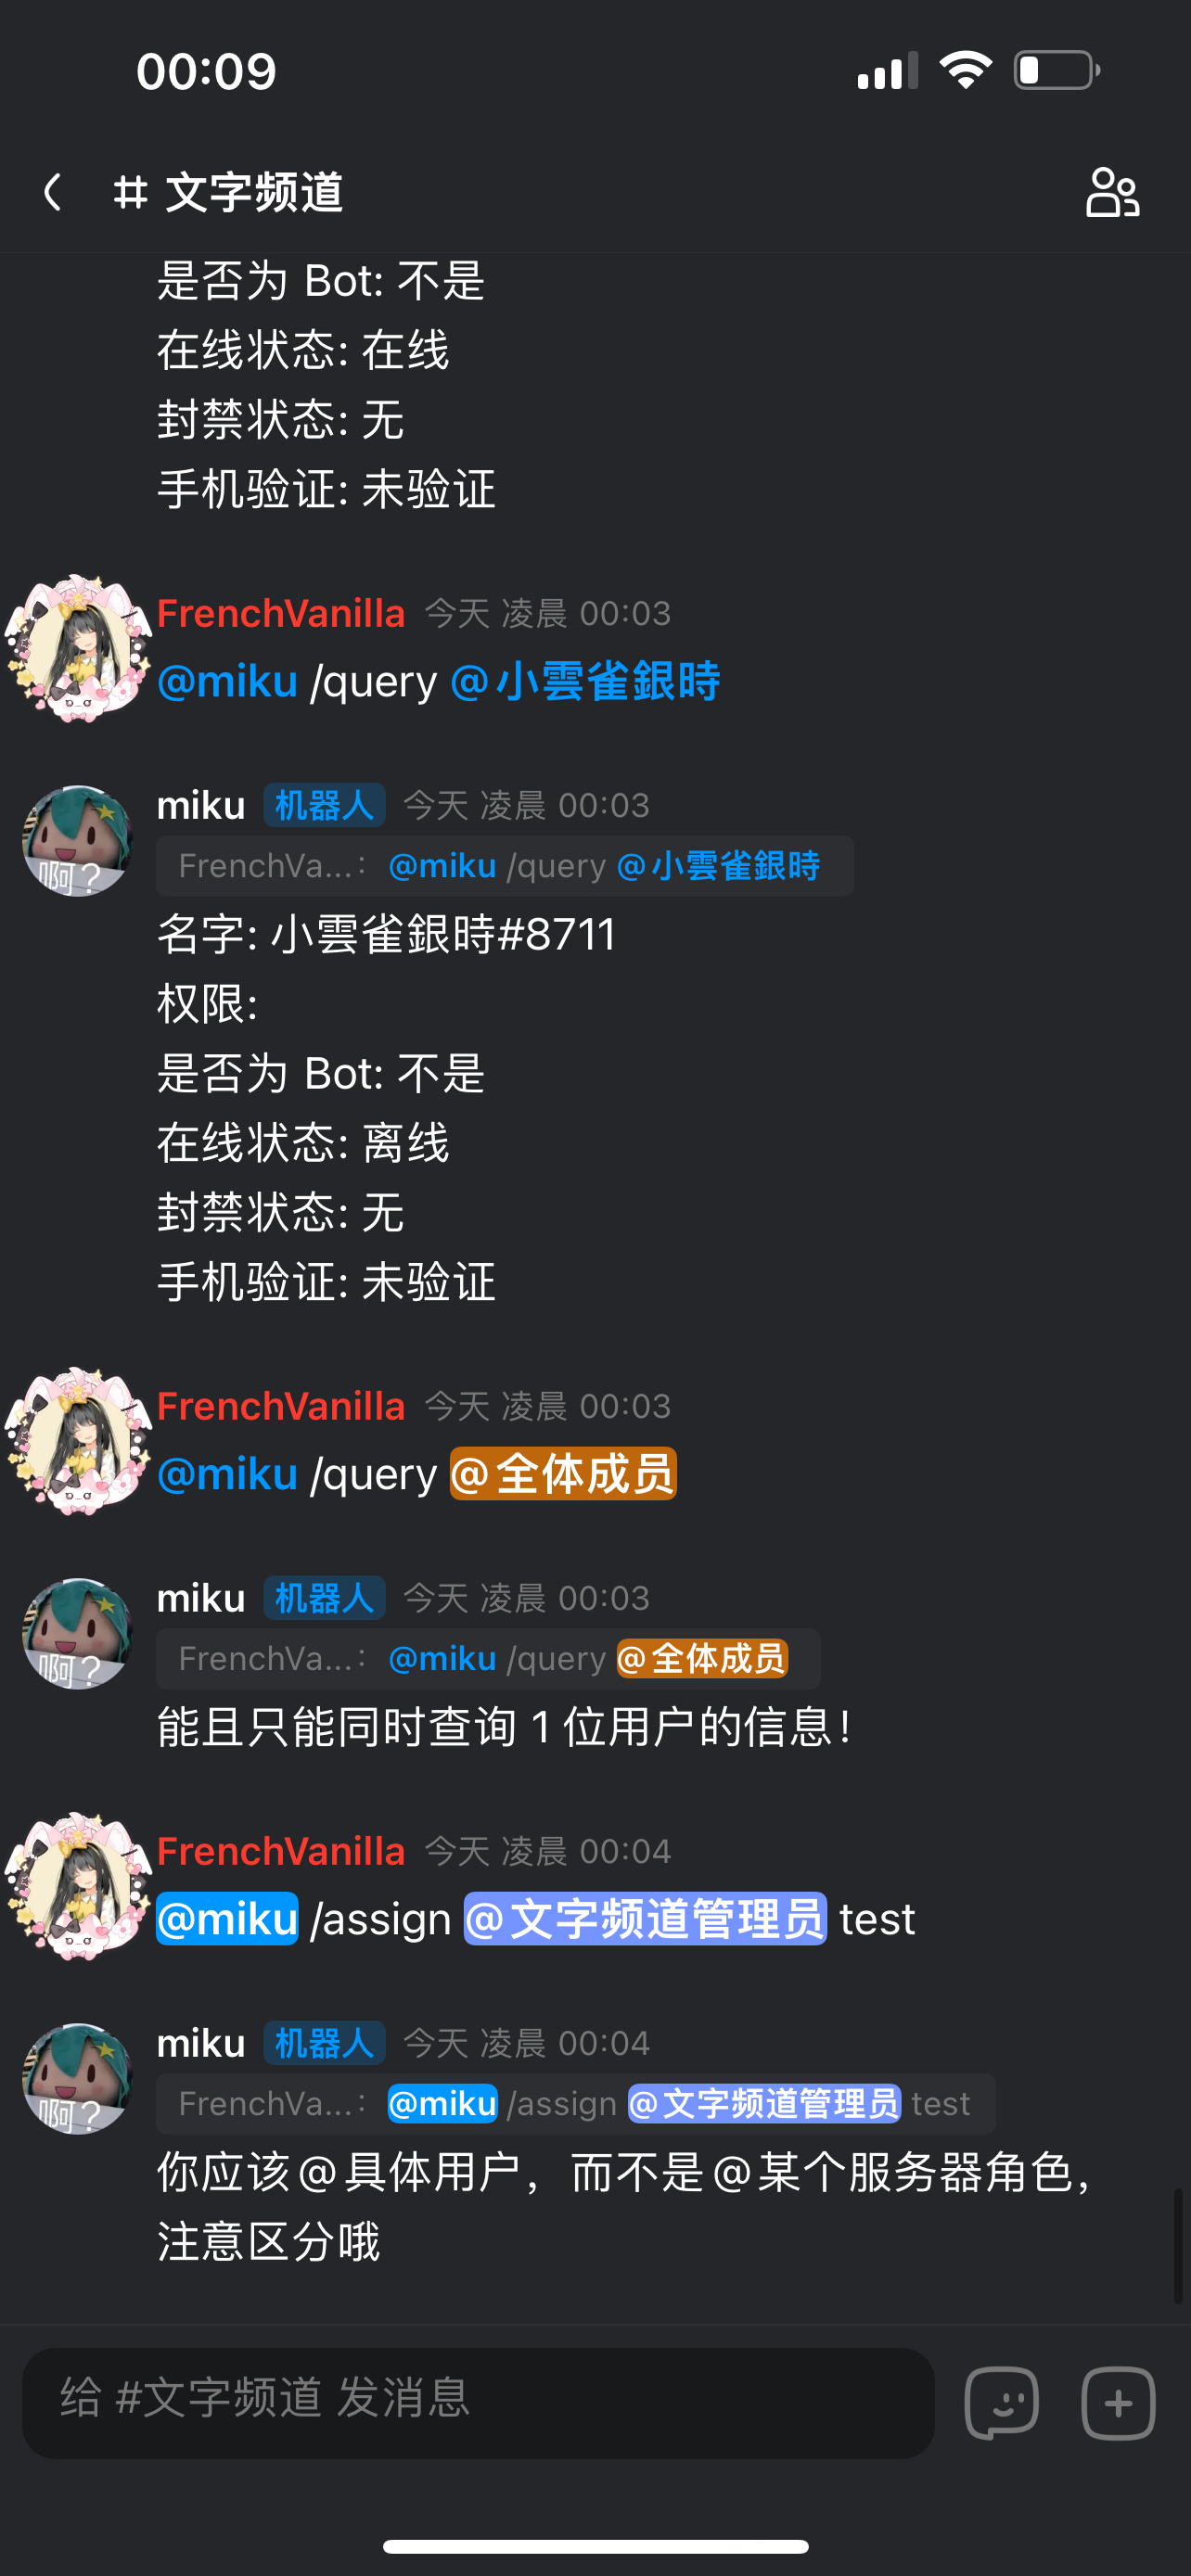 00:09
文字频道
是否为 Bot: 不是
在线状态: 在线
封禁状态: 无
手机验证: 未验证
FrenchVanilla 今天 凌晨 00:03
@miku /query @小雲雀銀時
miku 机器人 今天 凌晨 00:03
FrenchVa...: @miku /query @小雲雀銀時
啊?
名字: 小雲雀銀時#8711
权限:
是否为 Bot: 不是
在线状态: 离线
封禁状态: 无
手机验证: 未验证
FrenchVanilla 今天 凌晨 00:03
@miku /query @全体成员
miku 机器人 今天 凌晨 00:03
FrenchVa...: @miku /query @全体成员
啊?
能且只能同时查询 1 位用户的信息!
FrenchVanilla 今天 凌晨 00:04
@miku /assign @文字频道管理员 test
miku 机器人 今天 凌晨 00:04
FrenchVa...: @miku /assign @文字频道管理员 test
啊?
你应该@具体用户，而不是@某个服务器角色，
注意区分哦
给 #文字频道 发消息